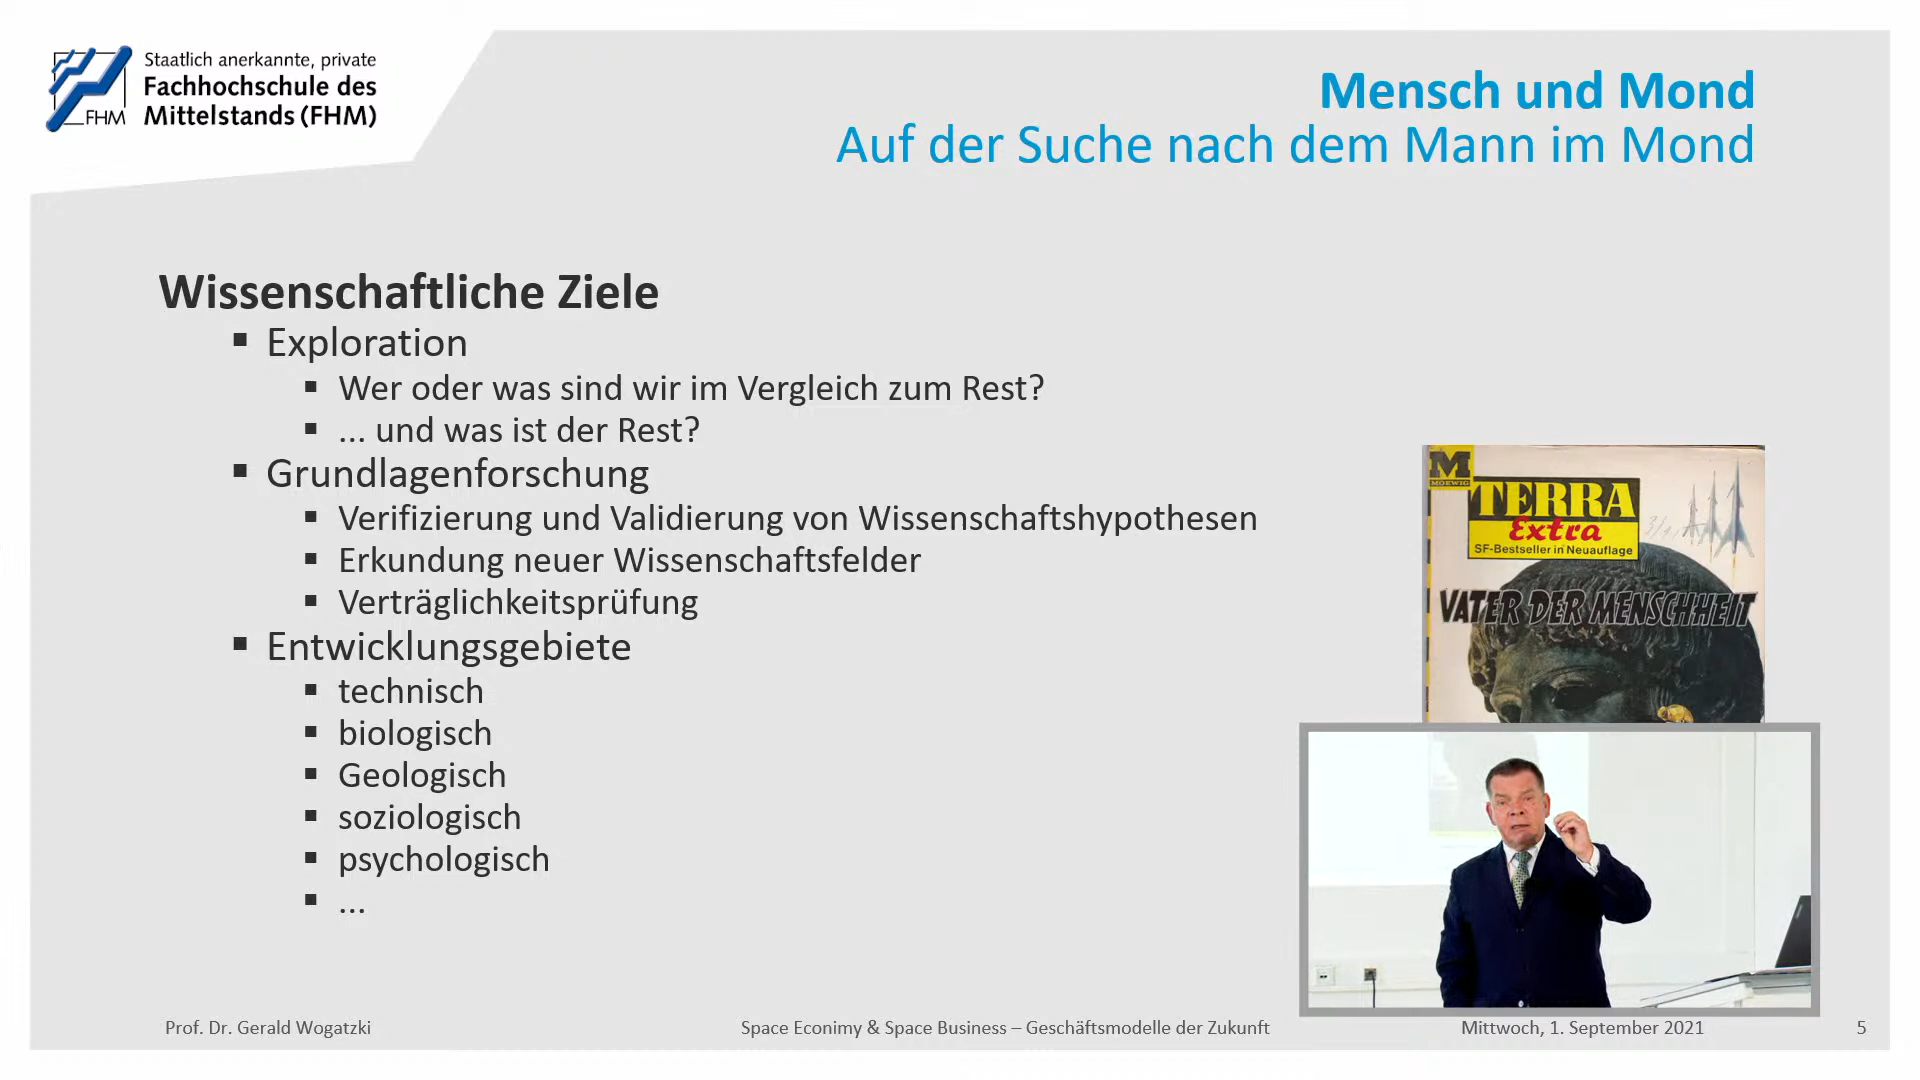 Staatlich anerkannte, private
Fachhochschule des
Mittelstands (FHM)
FHM
Mensch und Mond
Auf der Suche nach dem Mann im Mond
Wissenschaftliche Ziele
▪ Exploration
▪ Wer oder was sind wir im Vergleich zum Rest?
▪ ... und was ist der Rest?
▪ Grundlagenforschung
▪ Verifizierung und Validierung von Wissenschaftshypothesen
▪ Erkundung neuer Wissenschaftsfelder
▪ Verträglichkeitsprüfung
▪ Entwicklungsgebiete
▪ technisch
▪ biologisch
▪ Geologisch
▪ soziologisch
▪ psychologisch
▪ ...
M
MOEWIG
TERRA
Extra
SF-Bestseller in Neuauflage
VATER DER MENSCHHEIT
Prof. Dr. Gerald Wogatzki
Space Econimy & Space Business – Geschäftsmodelle der Zukunft
Mittwoch, 1. September 2021
5